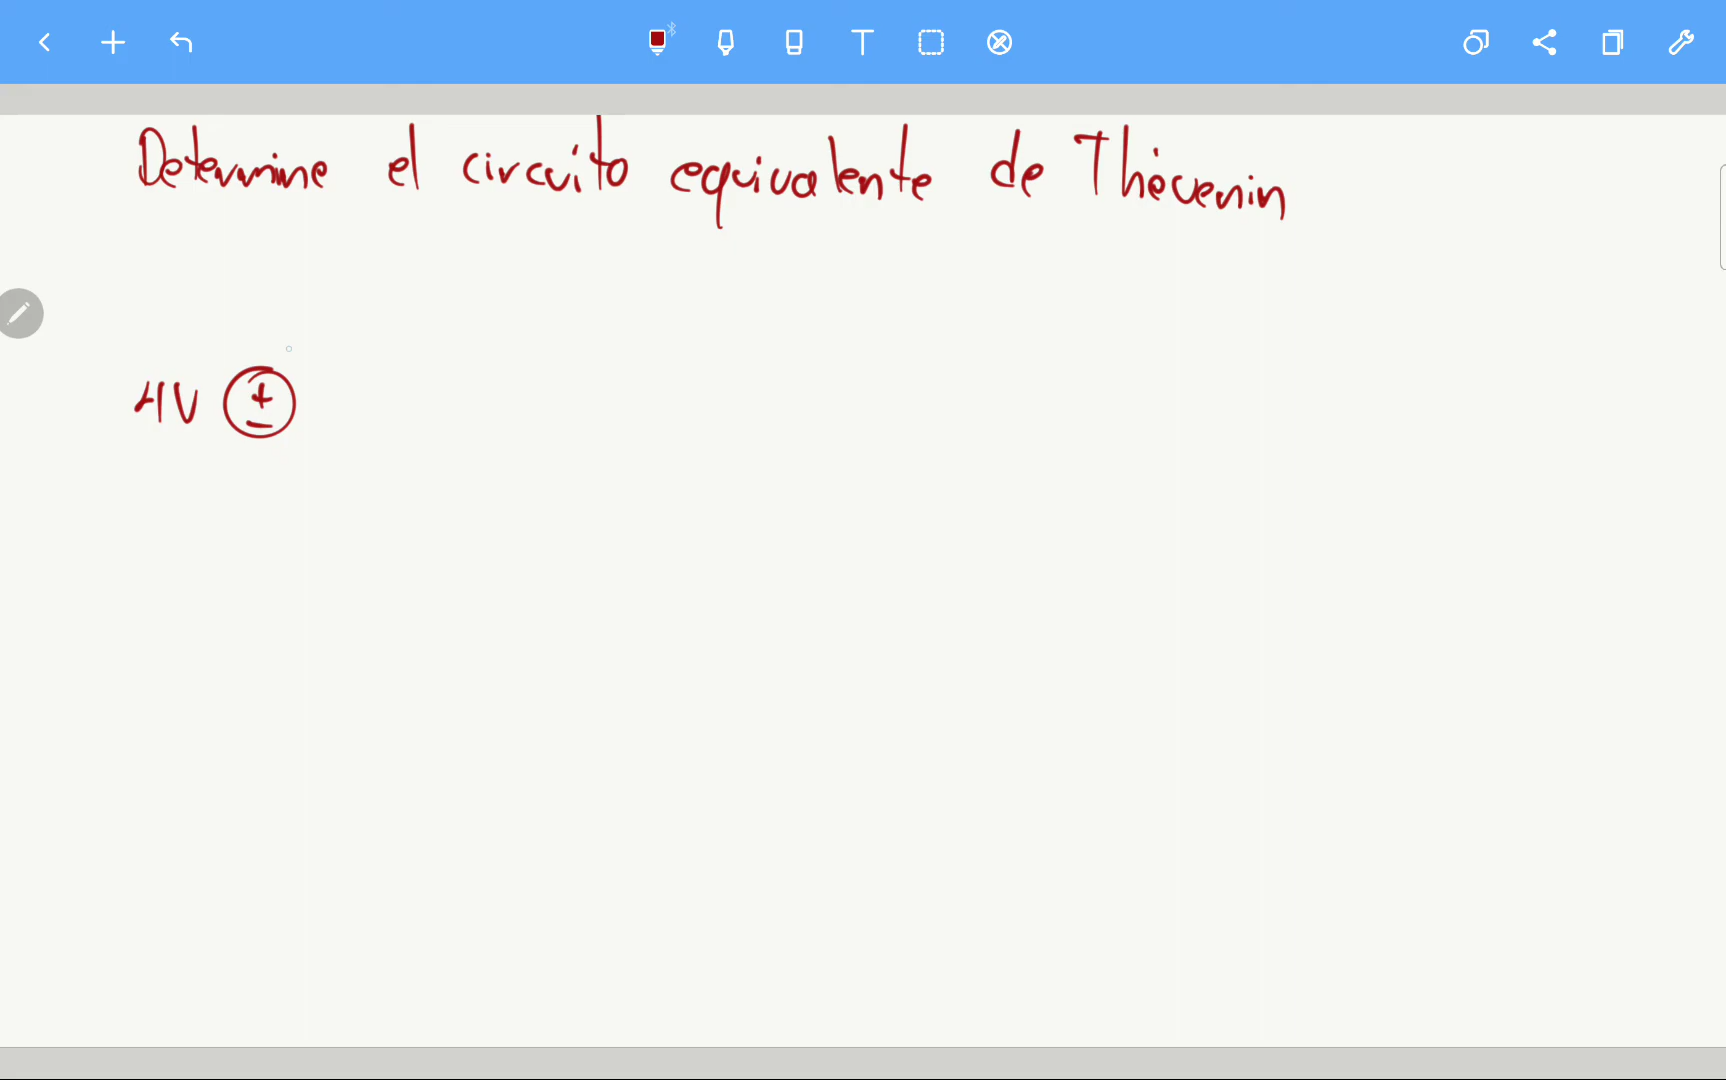 Determine el circuito equivalente de Thévenin
4V
+
-